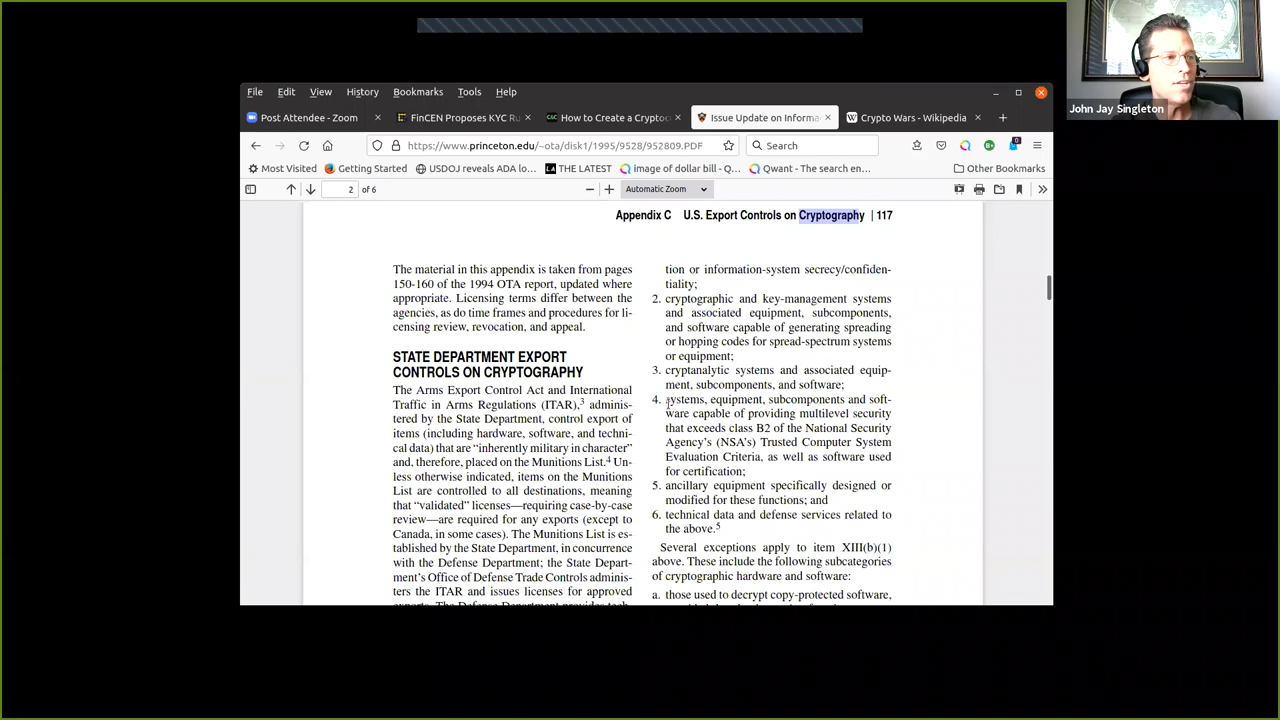 John Jay Singleton
File Edit View History Bookmarks Tools Help
Post Attendee - Zoom
FinCEN Proposes KYC Ru
How to Create a Cryptoc
Issue Update on Informa
Crypto Wars - Wikipedia
https://www.princeton.edu/~ota/disk1/1995/9528/952809.PDF
Search
Most Visited
Getting Started
USDOJ reveals ADA lo...
THE LATEST
image of dollar bill - Q...
Qwant - The search en...
Other Bookmarks
2 of 6
Automatic Zoom
Appendix C U.S. Export Controls on Cryptography | 117
The material in this appendix is taken from pages
150-160 of the 1994 OTA report, updated where
appropriate. Licensing terms differ between the
agencies, as do time frames and procedures for li-
censing review, revocation, and appeal.
STATE DEPARTMENT EXPORT
CONTROLS ON CRYPTOGRAPHY
The Arms Export Control Act and International
Traffic in Arms Regulations (ITAR),3 adminis-
tered by the State Department, control export of
items (including hardware, software, and techni-
cal data) that are “inherently military in character”
and, therefore, placed on the Munitions List.4 Un-
less otherwise indicated, items on the Munitions
List are controlled to all destinations, meaning
that “validated” licenses—requiring case-by-case
review—are required for any exports (except to
Canada, in some cases). The Munitions List is es-
tablished by the State Department, in concurrence
with the Defense Department; the State Depart-
ment’s Office of Defense Trade Controls adminis-
ters the ITAR and issues licenses for approved
exports. The Defense Department provides tech-
tion or information-system secrecy/confiden-
tiality;
2. cryptographic and key-management systems
and associated equipment, subcomponents,
and software capable of generating spreading
or hopping codes for spread-spectrum systems
or equipment;
3. cryptanalytic systems and associated equip-
ment, subcomponents, and software;
4. systems, equipment, subcomponents and soft-
ware capable of providing multilevel security
that exceeds class B2 of the National Security
Agency’s (NSA’s) Trusted Computer System
Evaluation Criteria, as well as software used
for certification;
5. ancillary equipment specifically designed or
modified for these functions; and
6. technical data and defense services related to
the above.5
Several exceptions apply to item XIII(b)(1)
above. These include the following subcategories
of cryptographic hardware and software:
a. those used to decrypt copy-protected software,